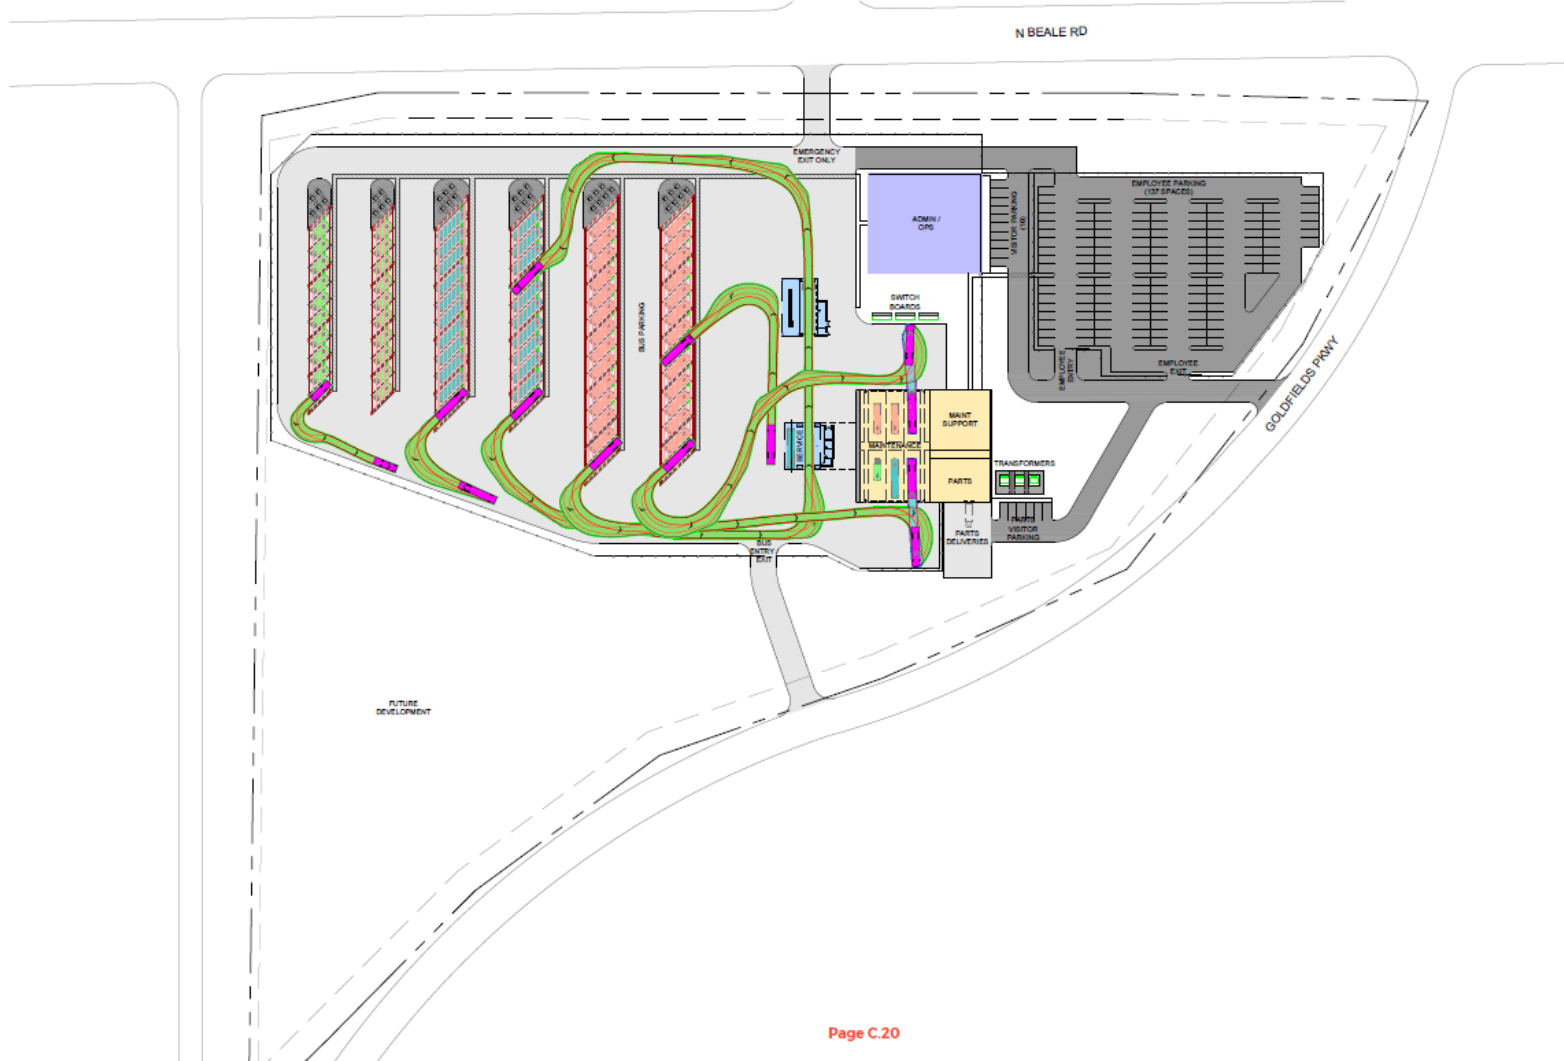 N BEALE RD
EMERGENCY
EXIT ONLY
EMPLOYEE PARKING
(137 SPACES)
VISITOR PARKING
(10)
ADMIN /
OPS
SWITCH
BOARDS
BUS PARKING
EMPLOYEE
ENTRY
EMPLOYEE
EXIT
GOLDFIELDS PKWY
MAINT
SUPPORT
MAINTENANCE
SERVICE
TRANSFORMERS
PARTS
PARTS
VISITOR
PARKING
PARTS
DELIVERIES
BUS
ENTRY
EXIT
FUTURE
DEVELOPMENT
Page C.20